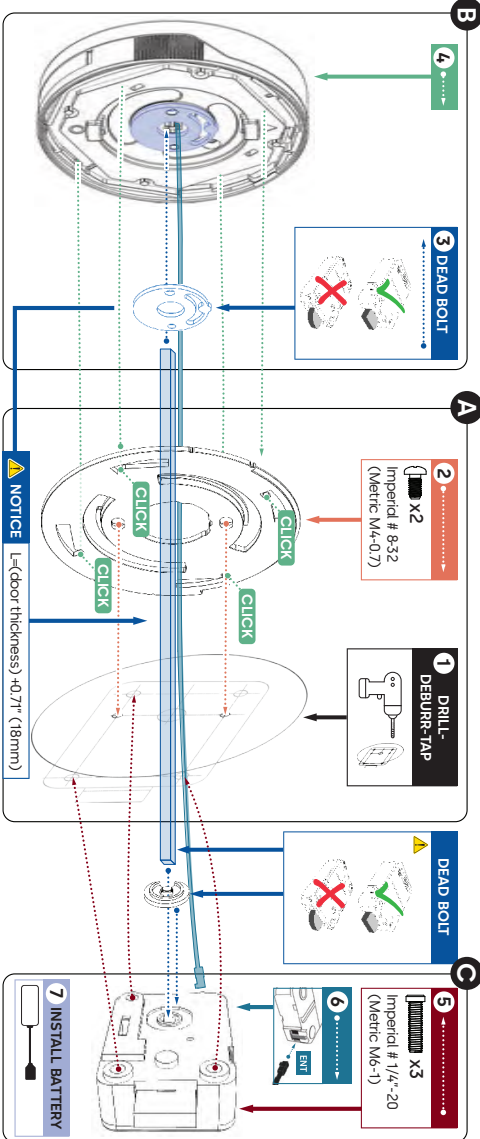 B
4
3 DEAD BOLT
A
2
x2
Imperial # 8-32
(Metric M4-0.7)
1 DRILL-
DEBURR-TAP
CLICK
CLICK
CLICK
CLICK
NOTICE
L=(door thickness) +0.71" (18mm)
DEAD BOLT
C
5
x3
Imperial # 1/4"-20
(Metric M6-1)
6
ENT
7 INSTALL BATTERY